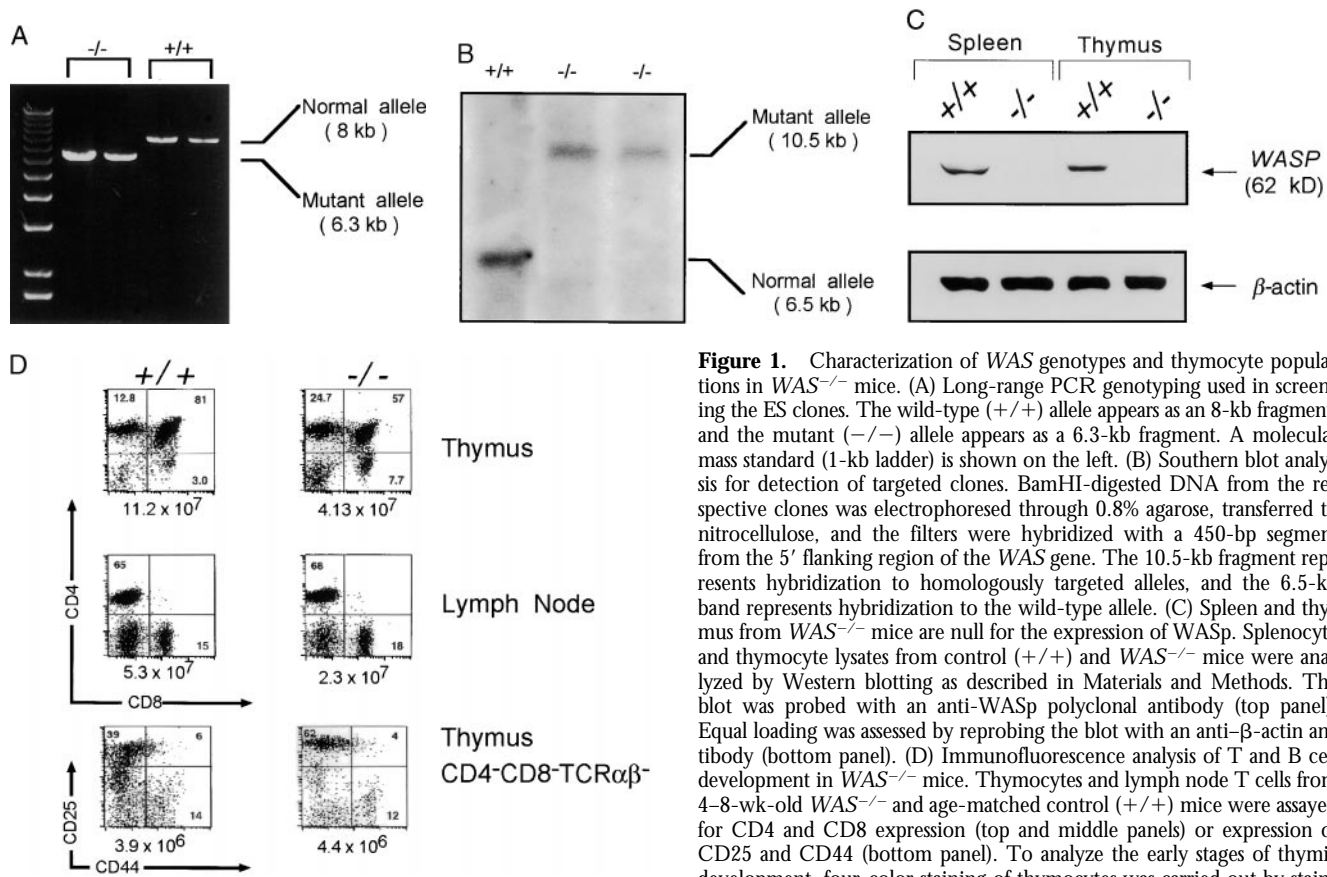 A
-/-
+/+
Normal allele
( 8 kb )
Mutant allele
( 6.3 kb )
B
+/+
-/-
-/-
Mutant allele
( 10.5 kb )
Normal allele
( 6.5 kb )
C
Spleen
Thymus
+/+
-/-
+/+
-/-
WASP
(62 kD)
β-actin
D
+/+
-/-
12.8
81
3.0
11.2 x 10⁷
24.7
57
7.7
4.13 x 10⁷
Thymus
65
15
5.3 x 10⁷
68
18
2.3 x 10⁷
Lymph Node
CD4
CD8
39
6
14
3.9 x 10⁶
62
4
12
4.4 x 10⁶
Thymus
CD4⁻CD8⁻TCRαβ⁻
CD25
CD44
Figure 1. Characterization of WAS genotypes and thymocyte popula-
tions in WAS−/− mice. (A) Long-range PCR genotyping used in screen-
ing the ES clones. The wild-type (+/+) allele appears as an 8-kb fragmen
and the mutant (−/−) allele appears as a 6.3-kb fragment. A molecula
mass standard (1-kb ladder) is shown on the left. (B) Southern blot analy-
sis for detection of targeted clones. BamHI-digested DNA from the re-
spective clones was electrophoresed through 0.8% agarose, transferred t
nitrocellulose, and the filters were hybridized with a 450-bp segmen
from the 5′ flanking region of the WAS gene. The 10.5-kb fragment rep
resents hybridization to homologously targeted alleles, and the 6.5-k
band represents hybridization to the wild-type allele. (C) Spleen and thy
mus from WAS−/− mice are null for the expression of WASp. Splenocyt
and thymocyte lysates from control (+/+) and WAS−/− mice were ana
lyzed by Western blotting as described in Materials and Methods. Th
blot was probed with an anti-WASp polyclonal antibody (top panel)
Equal loading was assessed by reprobing the blot with an anti–β-actin an
tibody (bottom panel). (D) Immunofluorescence analysis of T and B ce
development in WAS−/− mice. Thymocytes and lymph node T cells from
4–8-wk-old WAS−/− and age-matched control (+/+) mice were assaye
for CD4 and CD8 expression (top and middle panels) or expression o
CD25 and CD44 (bottom panel). To analyze the early stages of thymi